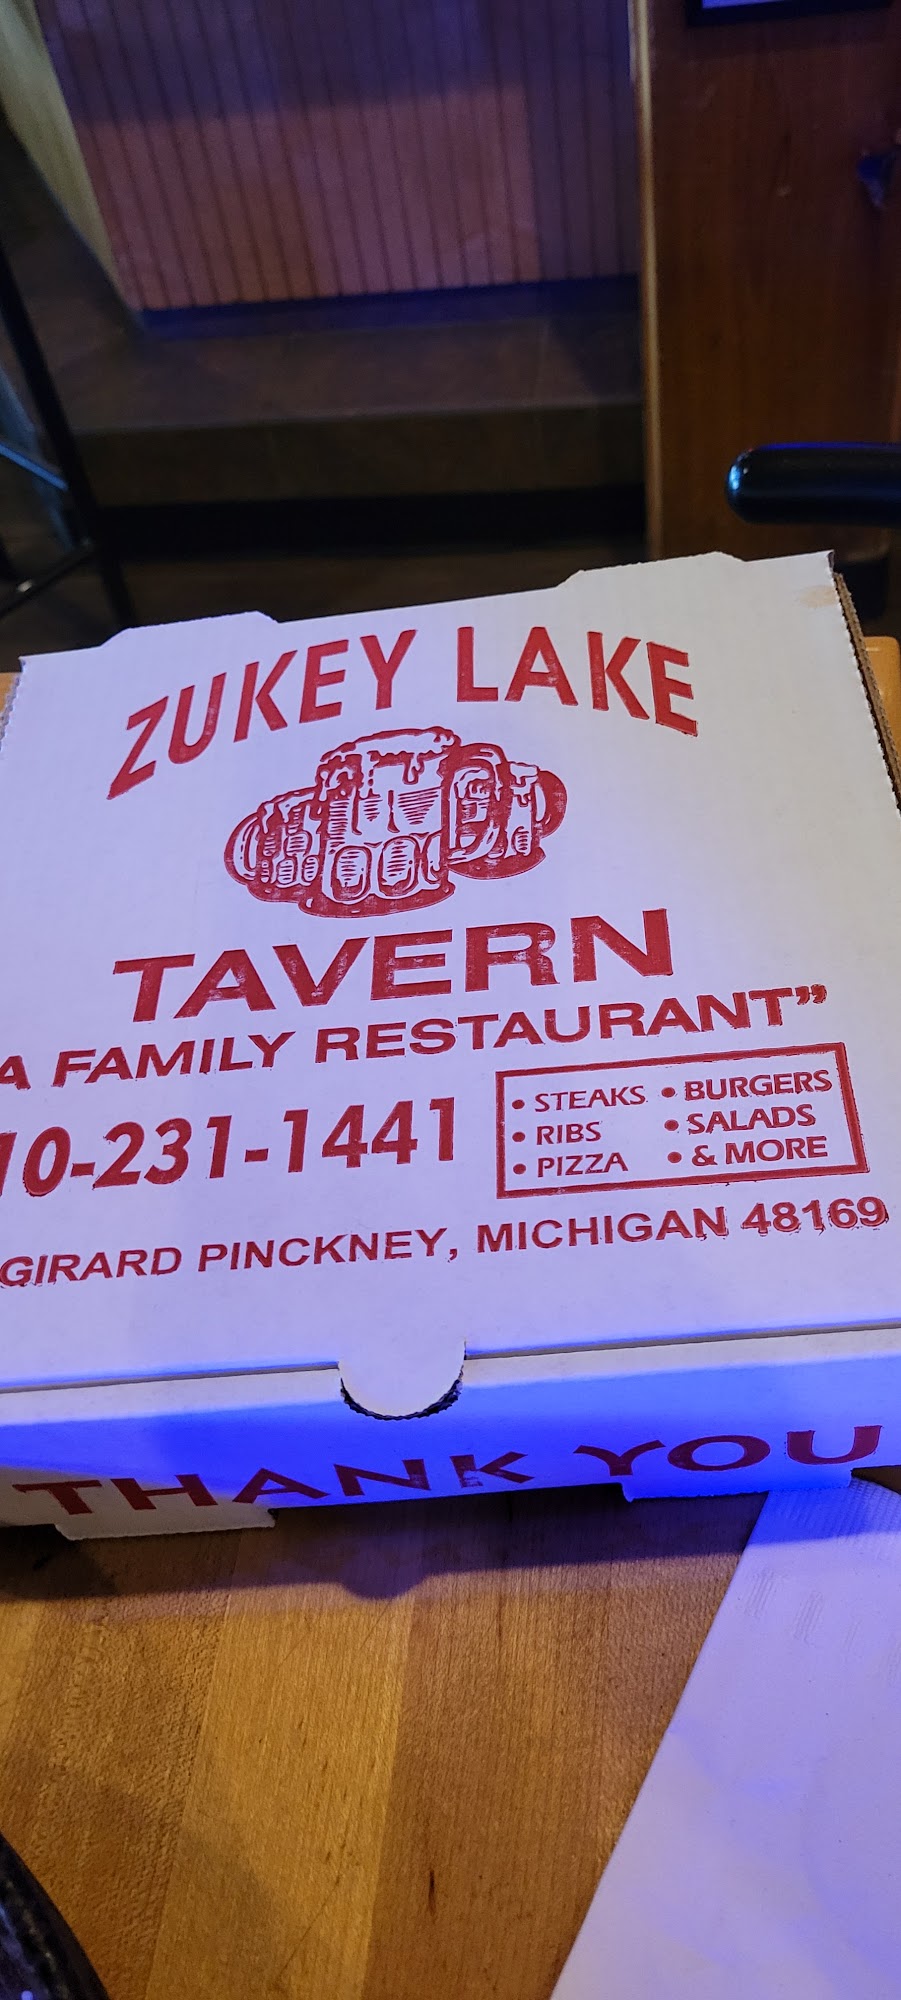 ZUKEY LAKE
TAVERN
A FAMILY RESTAURANT”
10-231-1441
• STEAKS • BURGERS
• RIBS • SALADS
• PIZZA • & MORE
GIRARD PINCKNEY, MICHIGAN 48169
THANK YOU